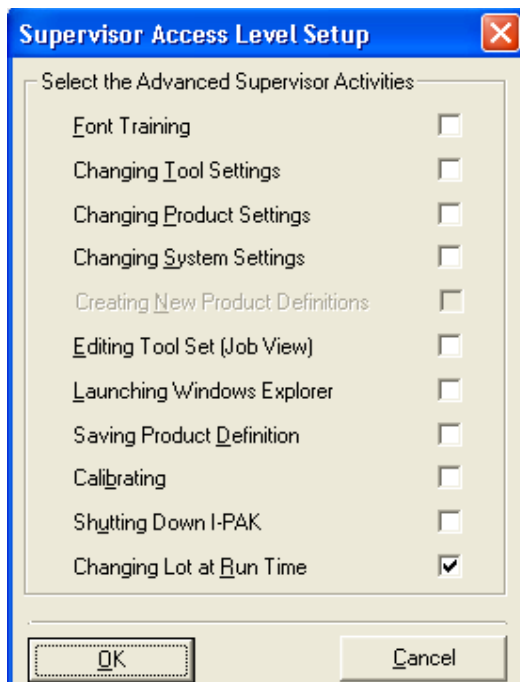 Supervisor Access Level Setup
Select the Advanced Supervisor Activities
Font Training
Changing Tool Settings
Changing Product Settings
Changing System Settings
Creating New Product Definitions
Editing Tool Set (Job View)
Launching Windows Explorer
Saving Product Definition
Calibrating
Shutting Down I-PAK
Changing Lot at Run Time
OK Cancel